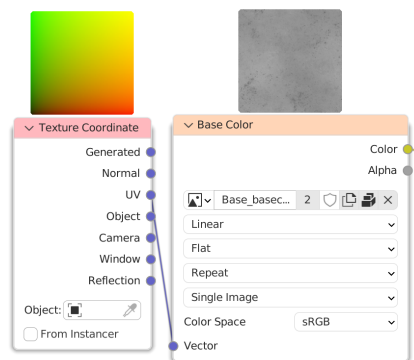 Texture Coordinate
Generated
Normal
UV
Object
Camera
Window
Reflection
Object:
From Instancer
Base Color
Color
Alpha
Base_basec... 2
Linear
Flat
Repeat
Single Image
Color Space sRGB
Vector